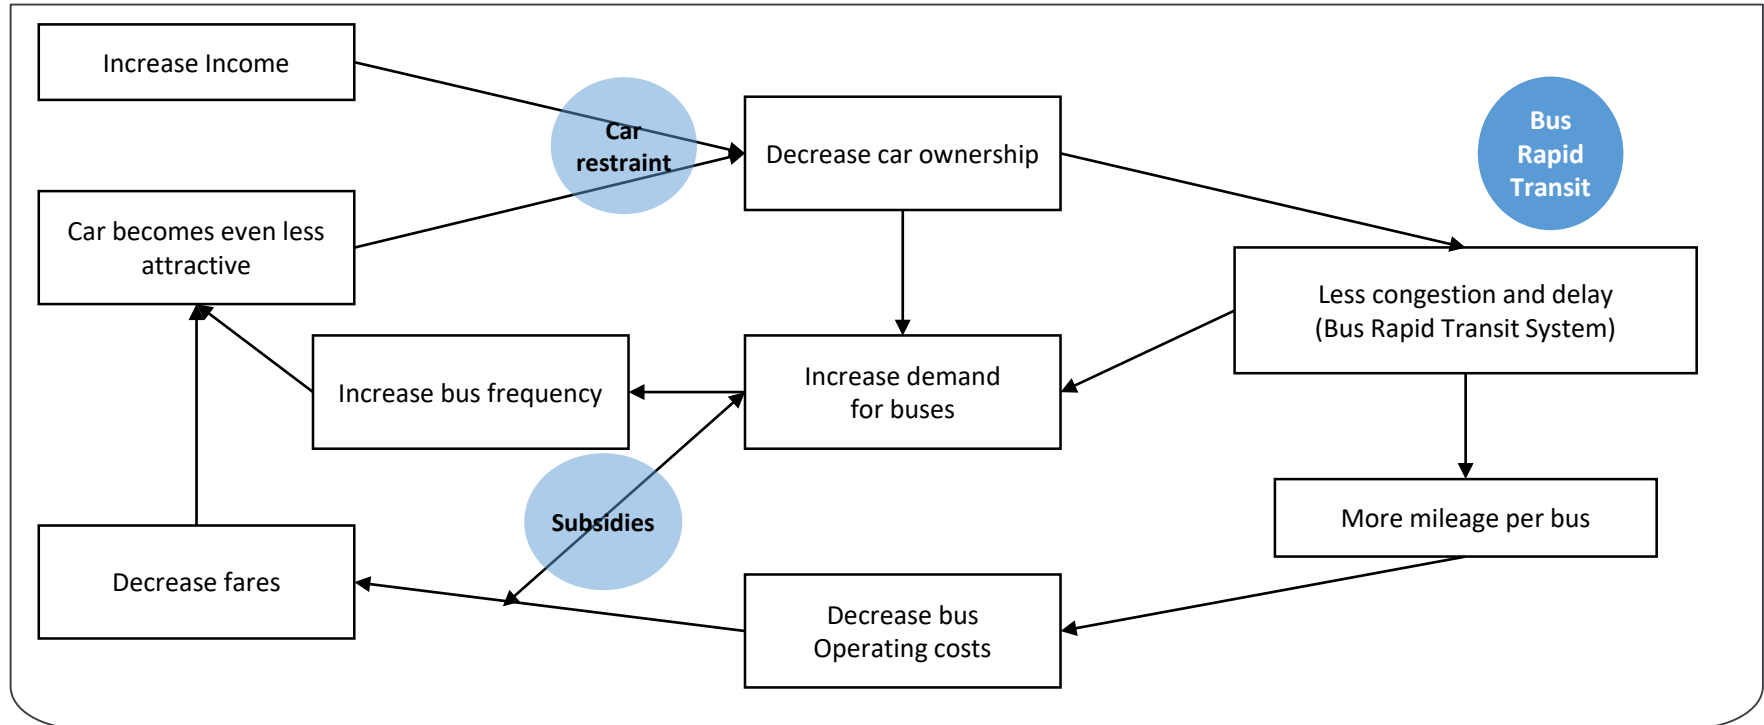 Increase Income
Car
restraint
Decrease car ownership
Bus
Rapid
Transit
Car becomes even less
attractive
Less congestion and delay
(Bus Rapid Transit System)
Increase bus frequency
Increase demand
for buses
Subsidies
More mileage per bus
Decrease fares
Decrease bus
Operating costs